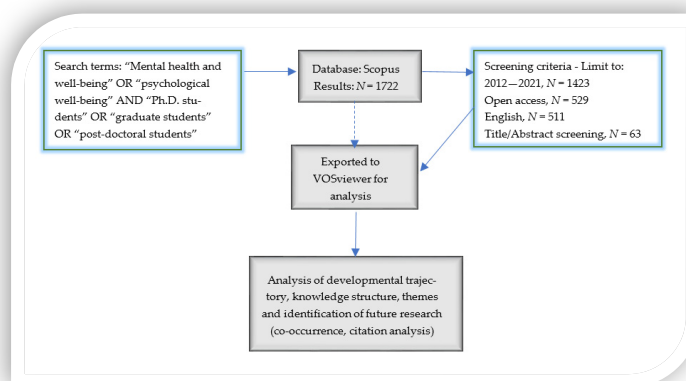 Search terms: “Mental health and
well-being” OR “psychological
well-being” AND “Ph.D. stu-
dents” OR “graduate students”
OR “post-doctoral students”
Database: Scopus
Results: N = 1722
Screening criteria - Limit to:
2012—2021, N = 1423
Open access, N = 529
English, N = 511
Title/Abstract screening, N = 63
Exported to
VOSviewer for
analysis
Analysis of developmental trajec-
tory, knowledge structure, themes
and identification of future research
(co-occurrence, citation analysis)